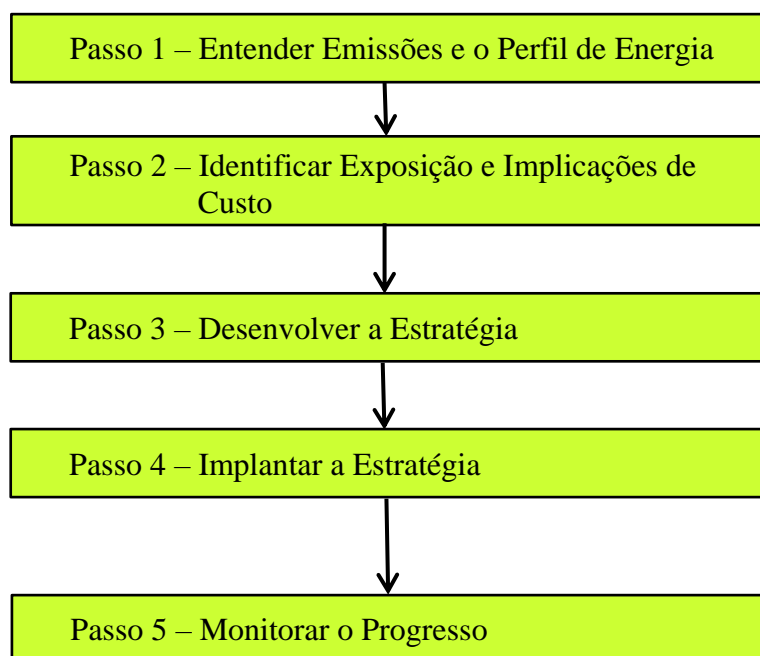 Passo 1 – Entender Emissões e o Perfil de Energia
Passo 2 – Identificar Exposição e Implicações de
Custo
Passo 3 – Desenvolver a Estratégia
Passo 4 – Implantar a Estratégia
Passo 5 – Monitorar o Progresso